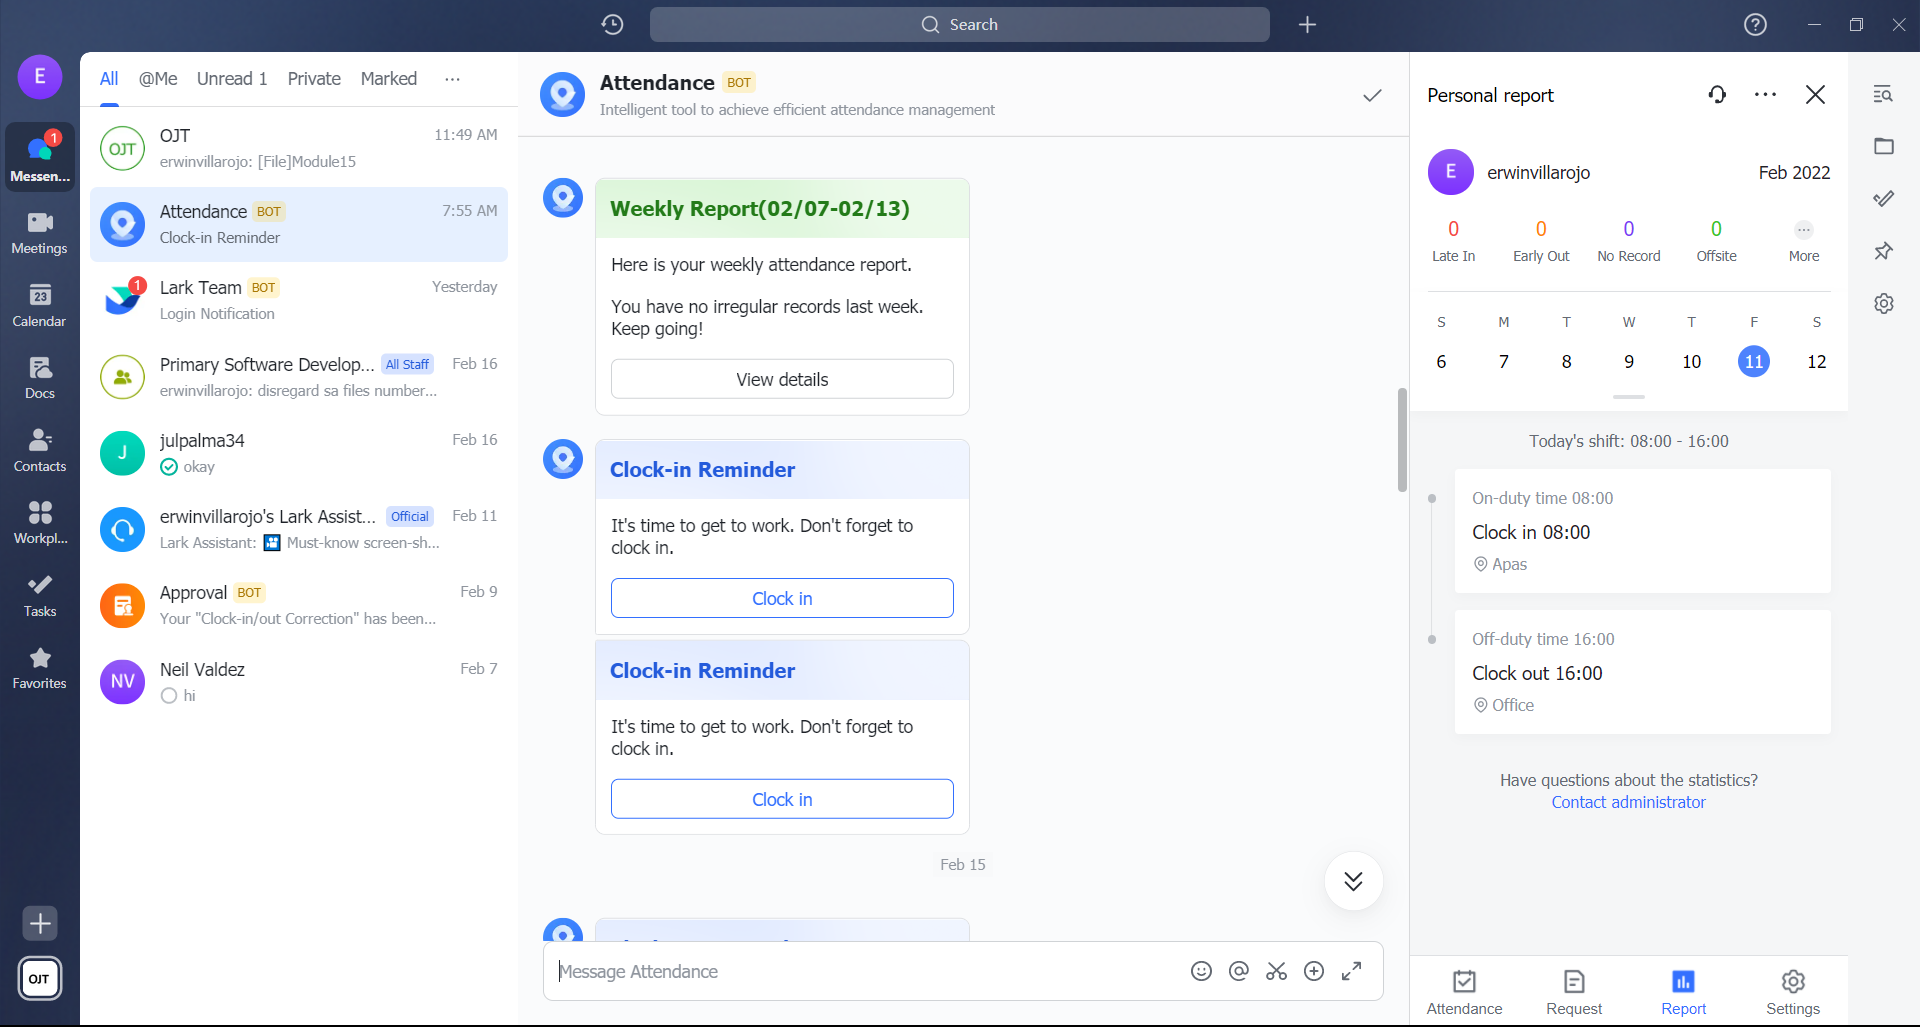 Search
E
1
Messen...
Meetings
23
Calendar
Docs
Contacts
Workpl...
Tasks
Favorites
OJT
All @Me Unread 1 Private Marked ...
OJT OJT 11:49 AM
erwinvillarojo: [File]Module15
Attendance BOT 7:55 AM
Clock-in Reminder
1 Lark Team BOT Yesterday
Login Notification
Primary Software Develop... All Staff Feb 16
erwinvillarojo: disregard sa files number...
J julpalma34 Feb 16
okay
erwinvillarojo's Lark Assist... Official Feb 11
Lark Assistant: Must-know screen-sh...
Approval BOT Feb 9
Your "Clock-in/out Correction" has been...
NV Neil Valdez Feb 7
hi
Attendance BOT
Intelligent tool to achieve efficient attendance management
Weekly Report(02/07-02/13)
Here is your weekly attendance report.
You have no irregular records last week.
Keep going!
View details
Clock-in Reminder
It's time to get to work. Don't forget to
clock in.
Clock in
Clock-in Reminder
It's time to get to work. Don't forget to
clock in.
Clock in
Feb 15
Message Attendance
Personal report
E erwinvillarojo Feb 2022
0 0 0 0
Late In Early Out No Record Offsite More
S M T W T F S
6 7 8 9 10 11 12
Today's shift: 08:00 - 16:00
On-duty time 08:00
Clock in 08:00
Apas
Off-duty time 16:00
Clock out 16:00
Office
Have questions about the statistics?
Contact administrator
Attendance Request Report Settings